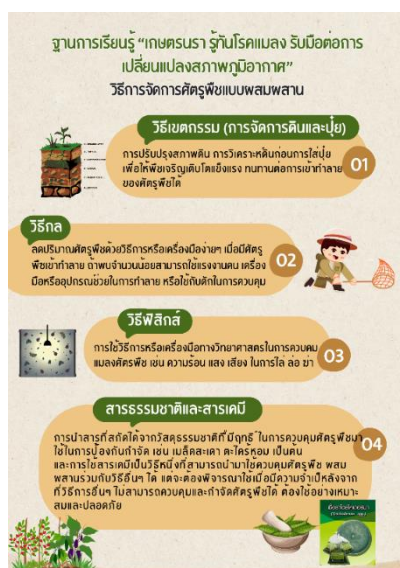 ฐานการเรียนรู้ “เกษตรนรา รู้ทันโรคแมลง รับมือต่อการ
เปลี่ยนแปลงสภาพภูมิอากาศ”
วิธีการจัดการศัตรูพืชแบบผสมผสาน
วิธีเขตกรรม (การจัดการดินและปุ๋ย)
การปรับปรุงสภาพดิน การวิเคราะห์ดินก่อนการใส่ปุ๋ย
เพื่อให้พืชเจริญเติบโตแข็งแรง ทนทานต่อการเข้าทำลาย
ของศัตรูพืชได้
01
วิธีกล
ลดปริมาณศัตรูพืชด้วยวิธีการหรือเครื่องมือง่ายๆ เมื่อมีศัตรู
พืชเข้าทำลาย ถ้าพบจำนวนน้อยสามารถใช้แรงงานคน เครื่อง
มือหรืออุปกรณ์ช่วยในการทำลาย หรือใช้กับดักในการควบคุม
02
วิธีฟิสิกส์
การใช้วิธีการหรือเครื่องมือทางวิทยาศาสตร์ในการควบคุม
แมลงศัตรูพืช เช่น ความร้อน แสง เสียง ในการไล่ ล่อ ฆ่า
03
สารธรรมชาติและสารเคมี
การนำสารที่สกัดได้จากวัสดุธรรมชาติที่มีฤทธิ์ ในการควบคุมศัตรูพืชมา
ใช้ในการป้องกันกำจัด เช่น เมล็ดสะเดา ตะไคร้หอม เป็นต้น
และการใช้สารเคมีเป็นวิธีหนึ่งที่สามารถนำมาใช้ควบคุมศัตรูพืช ผสม
พสานร่วมกับวิธีอื่นๆ ได้ แต่จะต้องพิจารณาใช้เมื่อมีความจำเป็นหลังจาก
ที่วิธีการอื่นๆ ไม่สามารถควบคุมและกำจัดศัตรูพืชได้ ต้องใช้อย่างเหมาะ
สมและปลอดภัย
04